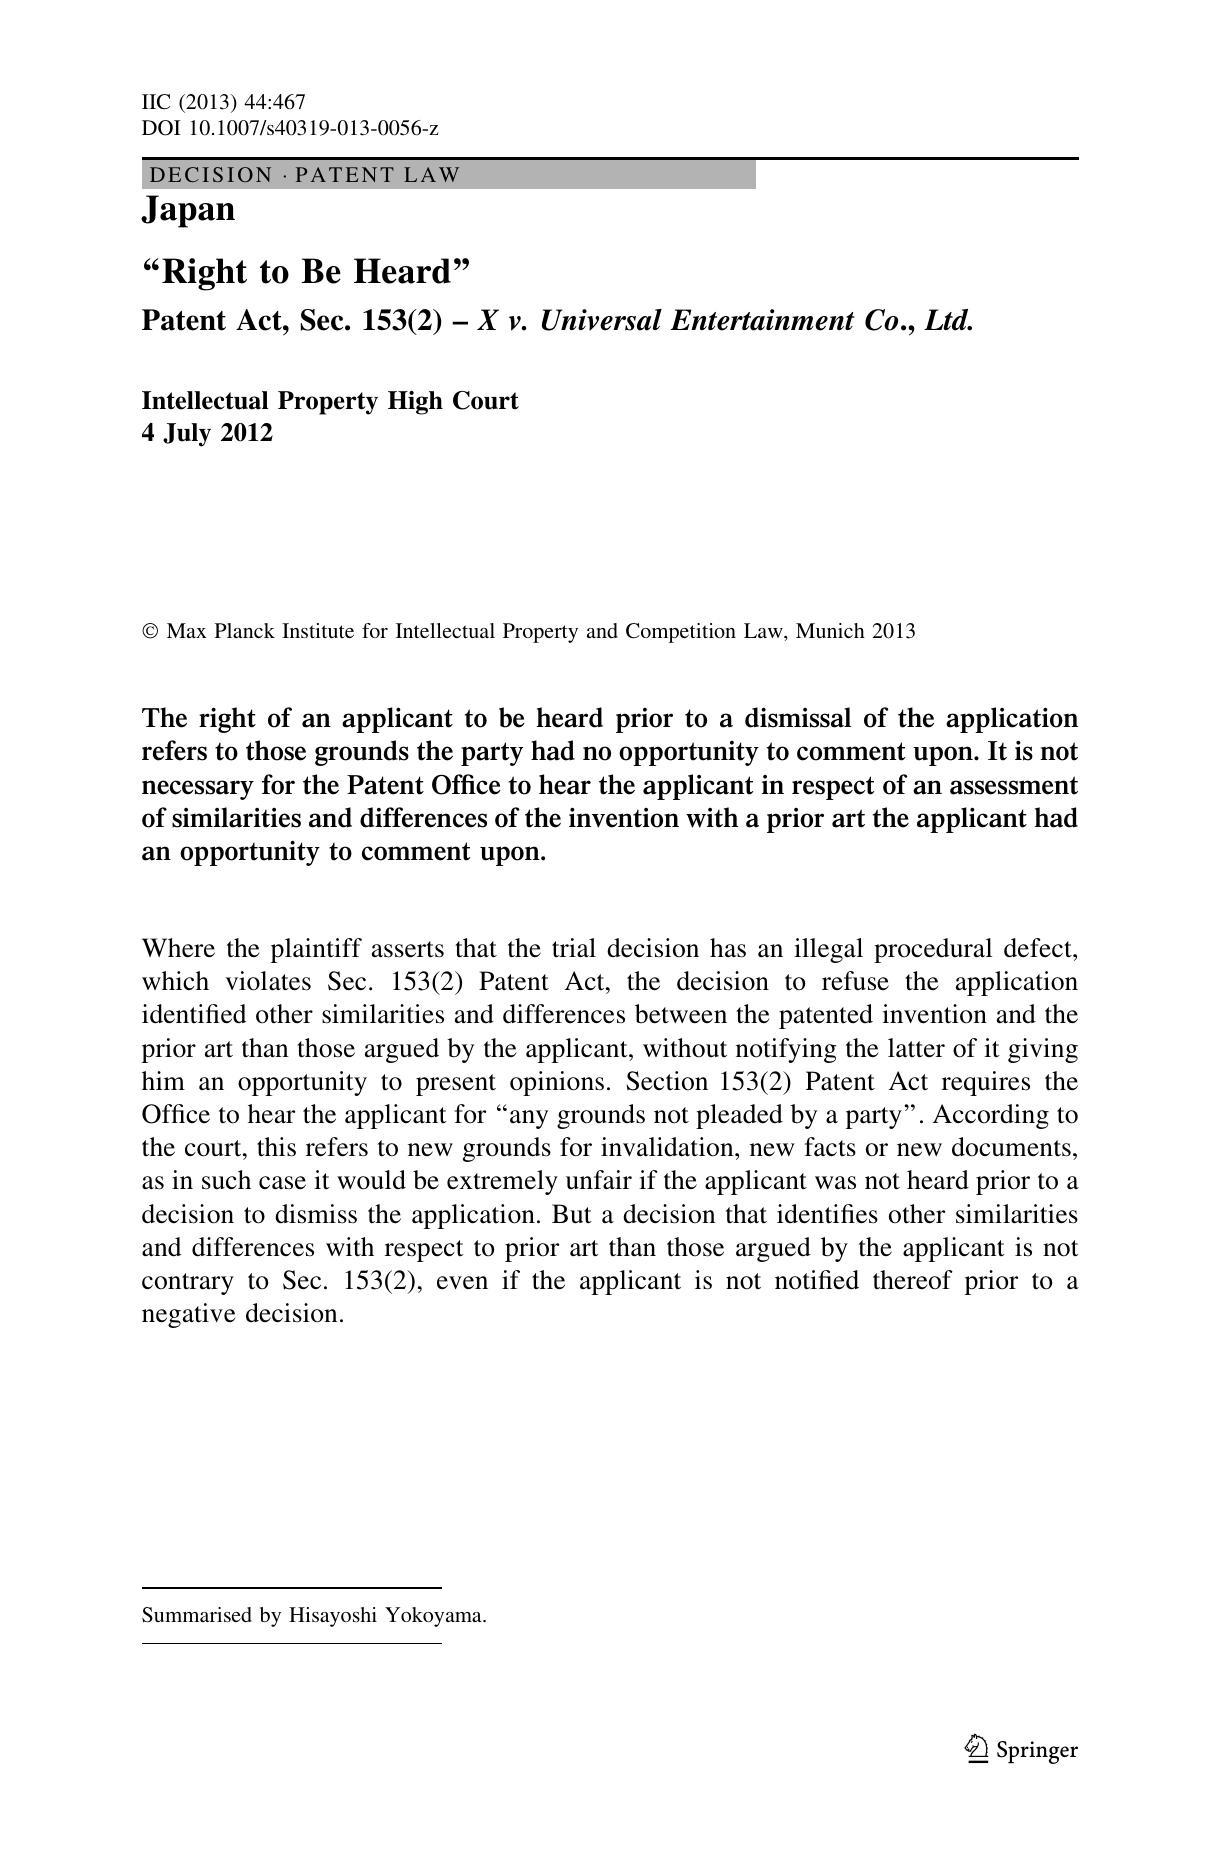 IIC (2013) 44:467
DOI 10.1007/s40319-013-0056-z
DECISION · PATENT LAW
Japan
“Right to Be Heard”
Patent Act, Sec. 153(2) – X v. Universal Entertainment Co., Ltd.
Intellectual Property High Court
4 July 2012
© Max Planck Institute for Intellectual Property and Competition Law, Munich 2013
The right of an applicant to be heard prior to a dismissal of the application
refers to those grounds the party had no opportunity to comment upon. It is not
necessary for the Patent Office to hear the applicant in respect of an assessment
of similarities and differences of the invention with a prior art the applicant had
an opportunity to comment upon.
Where the plaintiff asserts that the trial decision has an illegal procedural defect,
which violates Sec. 153(2) Patent Act, the decision to refuse the application
identified other similarities and differences between the patented invention and the
prior art than those argued by the applicant, without notifying the latter of it giving
him an opportunity to present opinions. Section 153(2) Patent Act requires the
Office to hear the applicant for “any grounds not pleaded by a party”. According to
the court, this refers to new grounds for invalidation, new facts or new documents,
as in such case it would be extremely unfair if the applicant was not heard prior to a
decision to dismiss the application. But a decision that identifies other similarities
and differences with respect to prior art than those argued by the applicant is not
contrary to Sec. 153(2), even if the applicant is not notified thereof prior to a
negative decision.
Summarised by Hisayoshi Yokoyama.
Springer